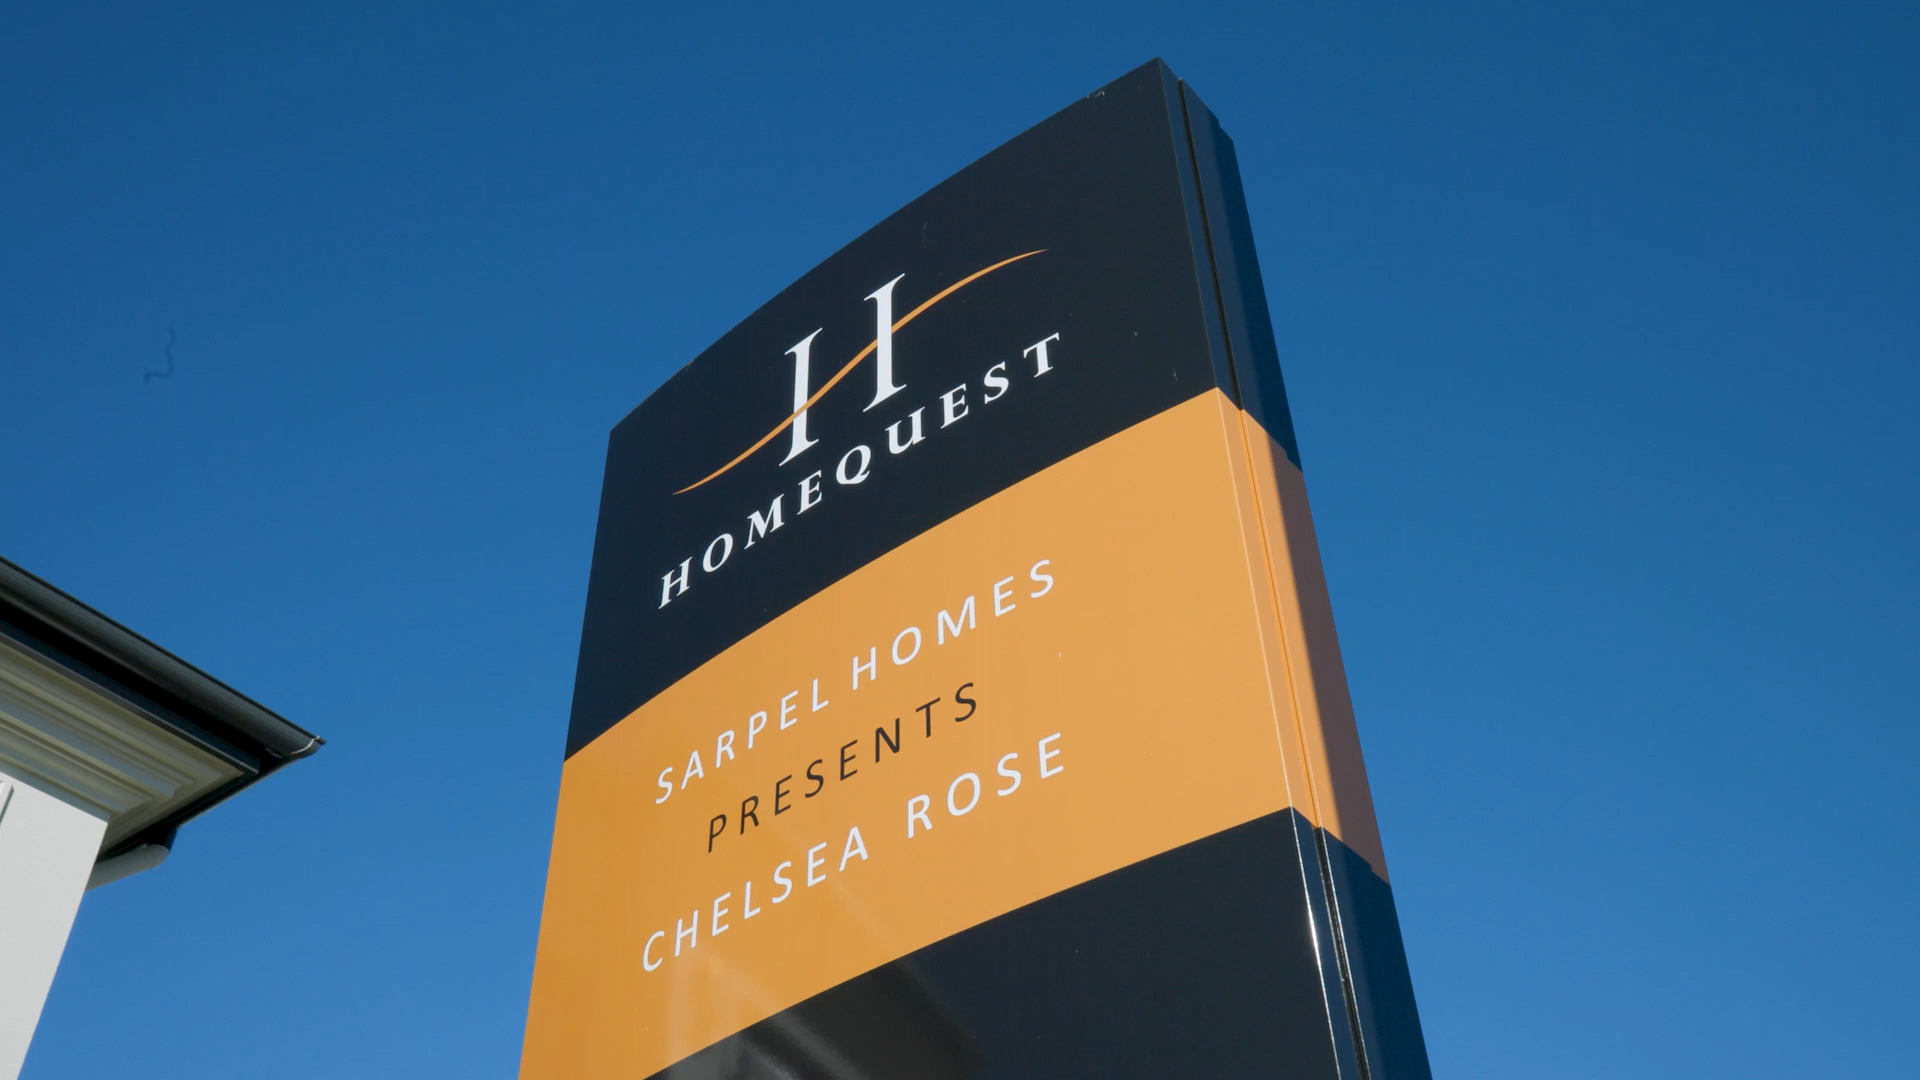 H
HOMEQUEST
SARPEL HOMES
PRESENTS
CHELSEA ROSE